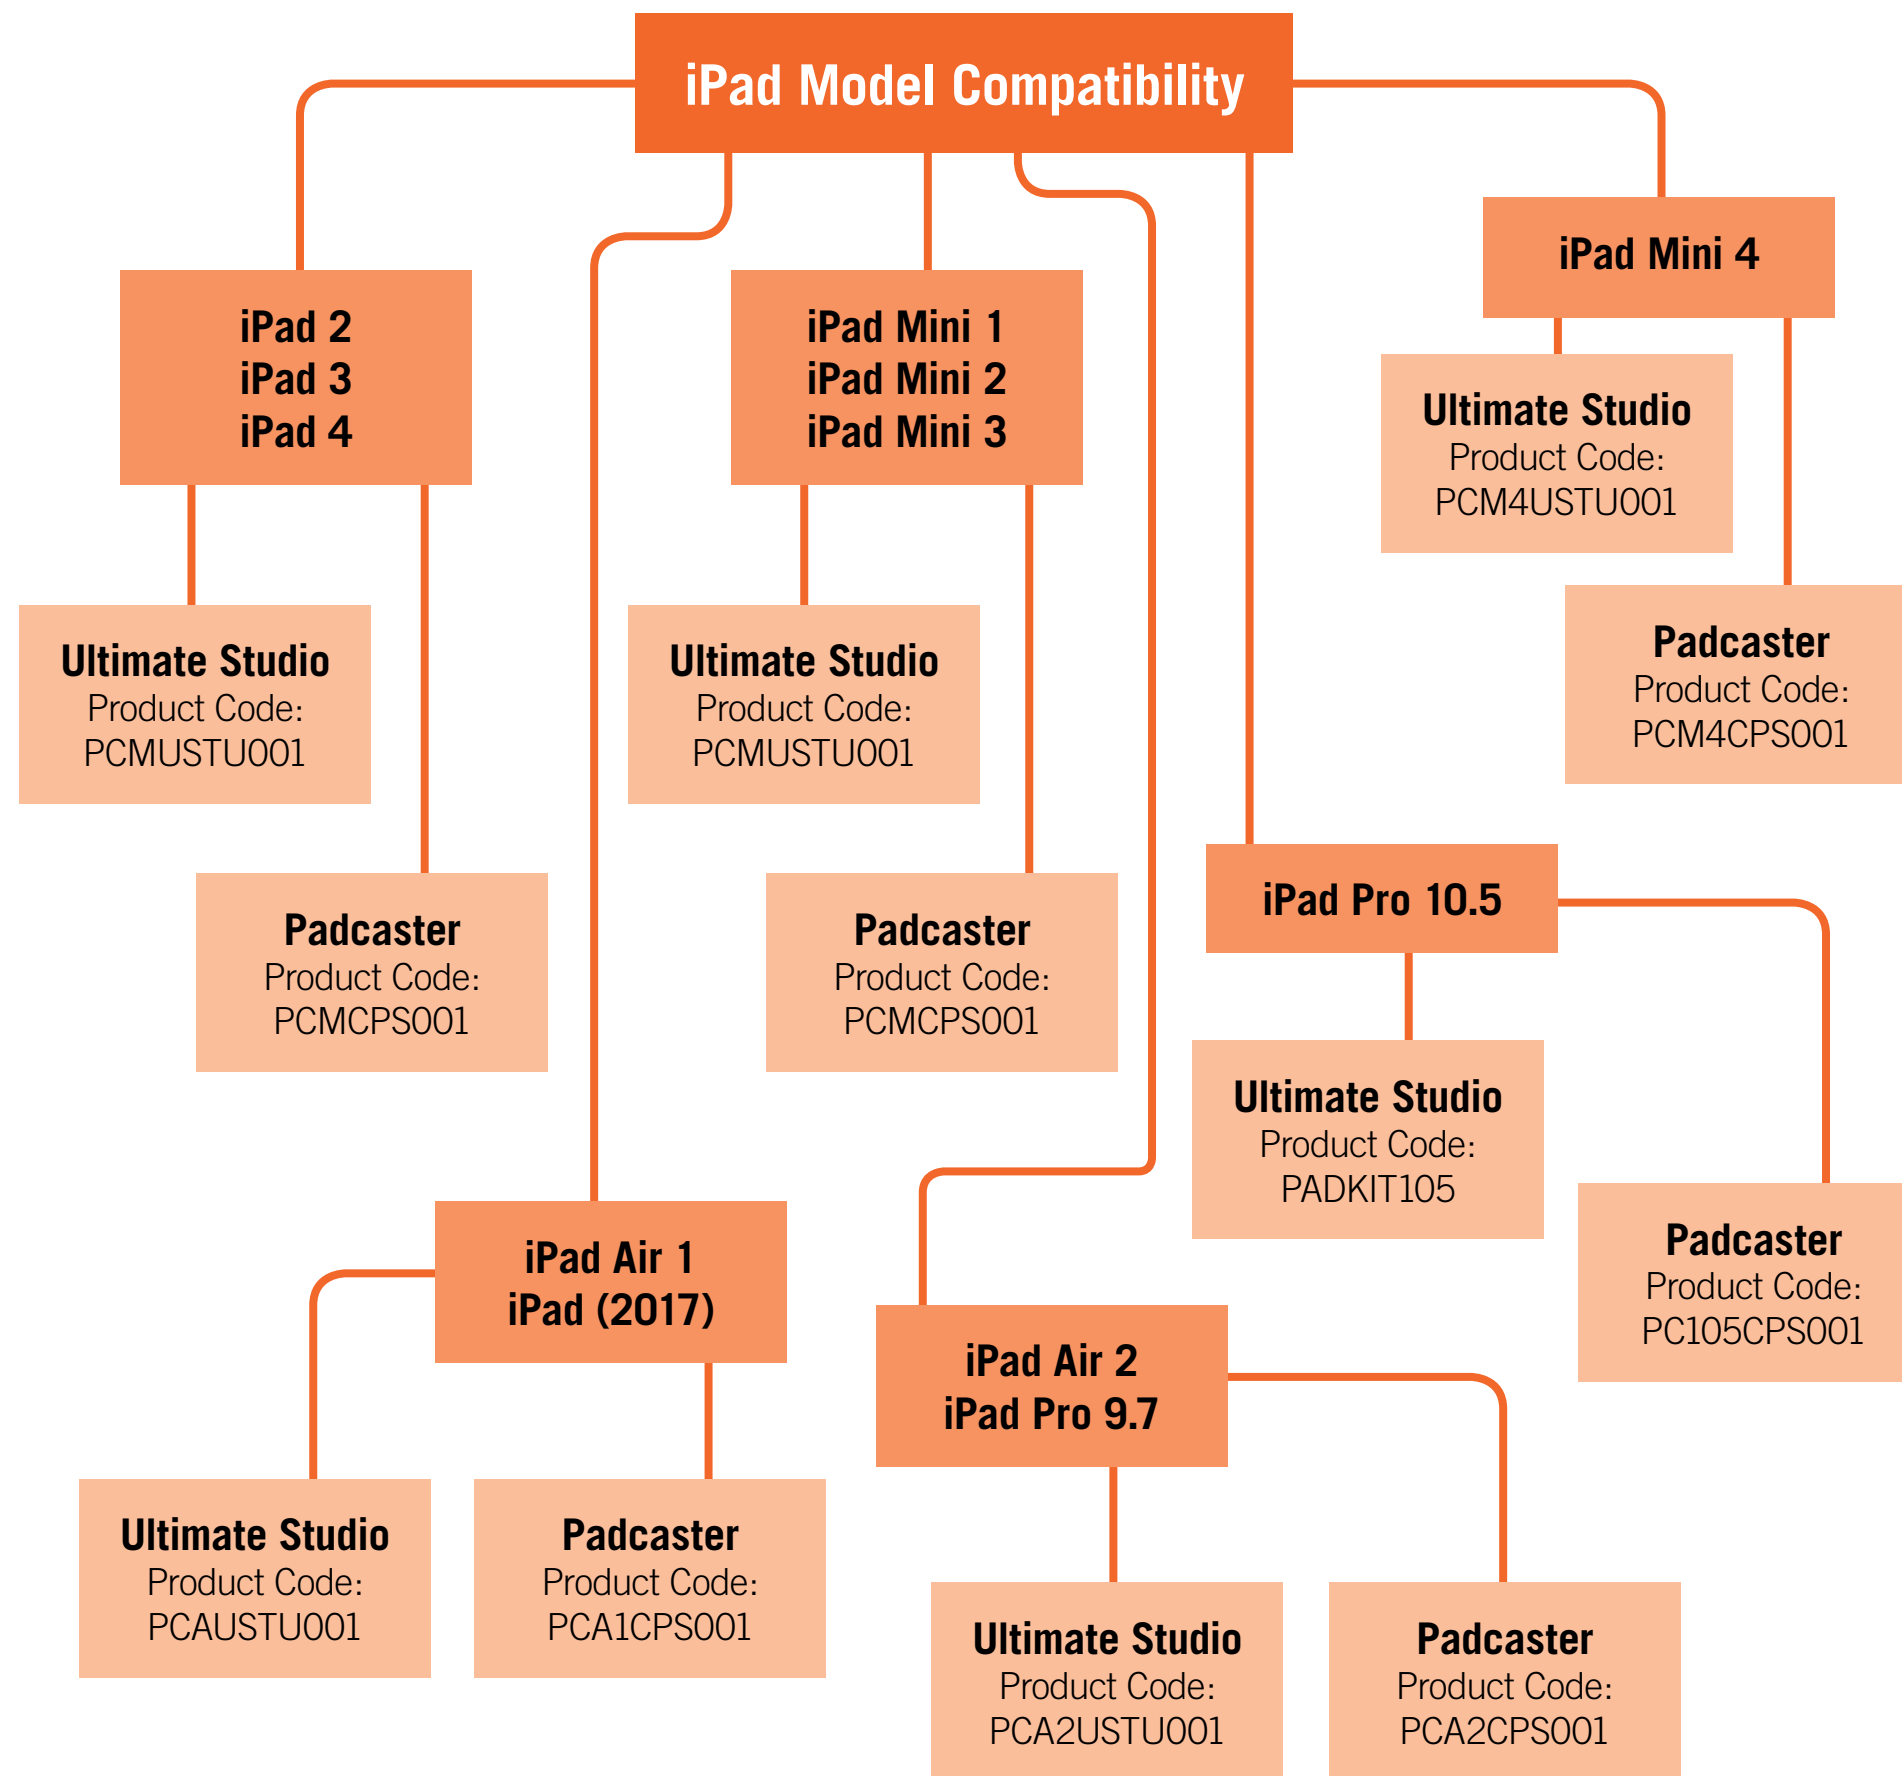 iPad Model Compatibility
iPad 2
iPad 3
iPad 4
Ultimate Studio
Product Code:
PCMUSTU001
Padcaster
Product Code:
PCMCPS001
iPad Air 1
iPad (2017)
Ultimate Studio
Product Code:
PCAUSTU001
Padcaster
Product Code:
PCA1CPS001
iPad Mini 1
iPad Mini 2
iPad Mini 3
Ultimate Studio
Product Code:
PCMUSTU001
Padcaster
Product Code:
PCMCPS001
iPad Air 2
iPad Pro 9.7
Ultimate Studio
Product Code:
PCA2USTU001
Padcaster
Product Code:
PCA2CPS001
iPad Pro 10.5
Ultimate Studio
Product Code:
PADKIT105
Padcaster
Product Code:
PC105CPS001
iPad Mini 4
Ultimate Studio
Product Code:
PCM4USTU001
Padcaster
Product Code:
PCM4CPS001